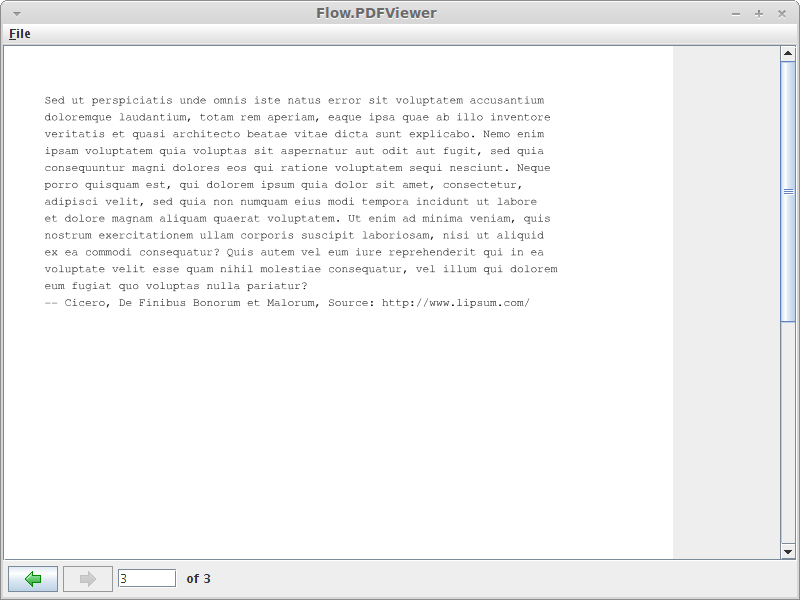 Flow.PDFViewer
File
Sed ut perspiciatis unde omnis iste natus error sit voluptatem accusantium
doloremque laudantium, totam rem aperiam, eaque ipsa quae ab illo inventore
veritatis et quasi architecto beatae vitae dicta sunt explicabo. Nemo enim
ipsam voluptatem quia voluptas sit aspernatur aut odit aut fugit, sed quia
consequuntur magni dolores eos qui ratione voluptatem sequi nesciunt. Neque
porro quisquam est, qui dolorem ipsum quia dolor sit amet, consectetur,
adipisci velit, sed quia non numquam eius modi tempora incidunt ut labore
et dolore magnam aliquam quaerat voluptatem. Ut enim ad minima veniam, quis
nostrum exercitationem ullam corporis suscipit laboriosam, nisi ut aliquid
ex ea commodi consequatur? Quis autem vel eum iure reprehenderit qui in ea
voluptate velit esse quam nihil molestiae consequatur, vel illum qui dolorem
eum fugiat quo voluptas nulla pariatur?
-- Cicero, De Finibus Bonorum et Malorum, Source: http://www.lipsum.com/
3 of 3